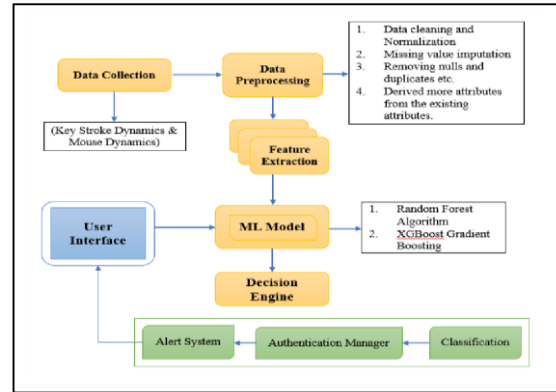 Data Collection
Data
Preprocessing
1. Data cleaning and
Normalization
2. Missing value imputation
3. Removing nulls and
duplicates etc.
4. Derived more attributes
from the existing
attributes.
(Key Stroke Dynamics &
Mouse Dynamics)
Feature
Extraction
User
Interface
ML Model
1. Random Forest
Algorithm
2. XGBoost Gradient
Boosting
Decision
Engine
Alert System
Authentication Manager
Classification